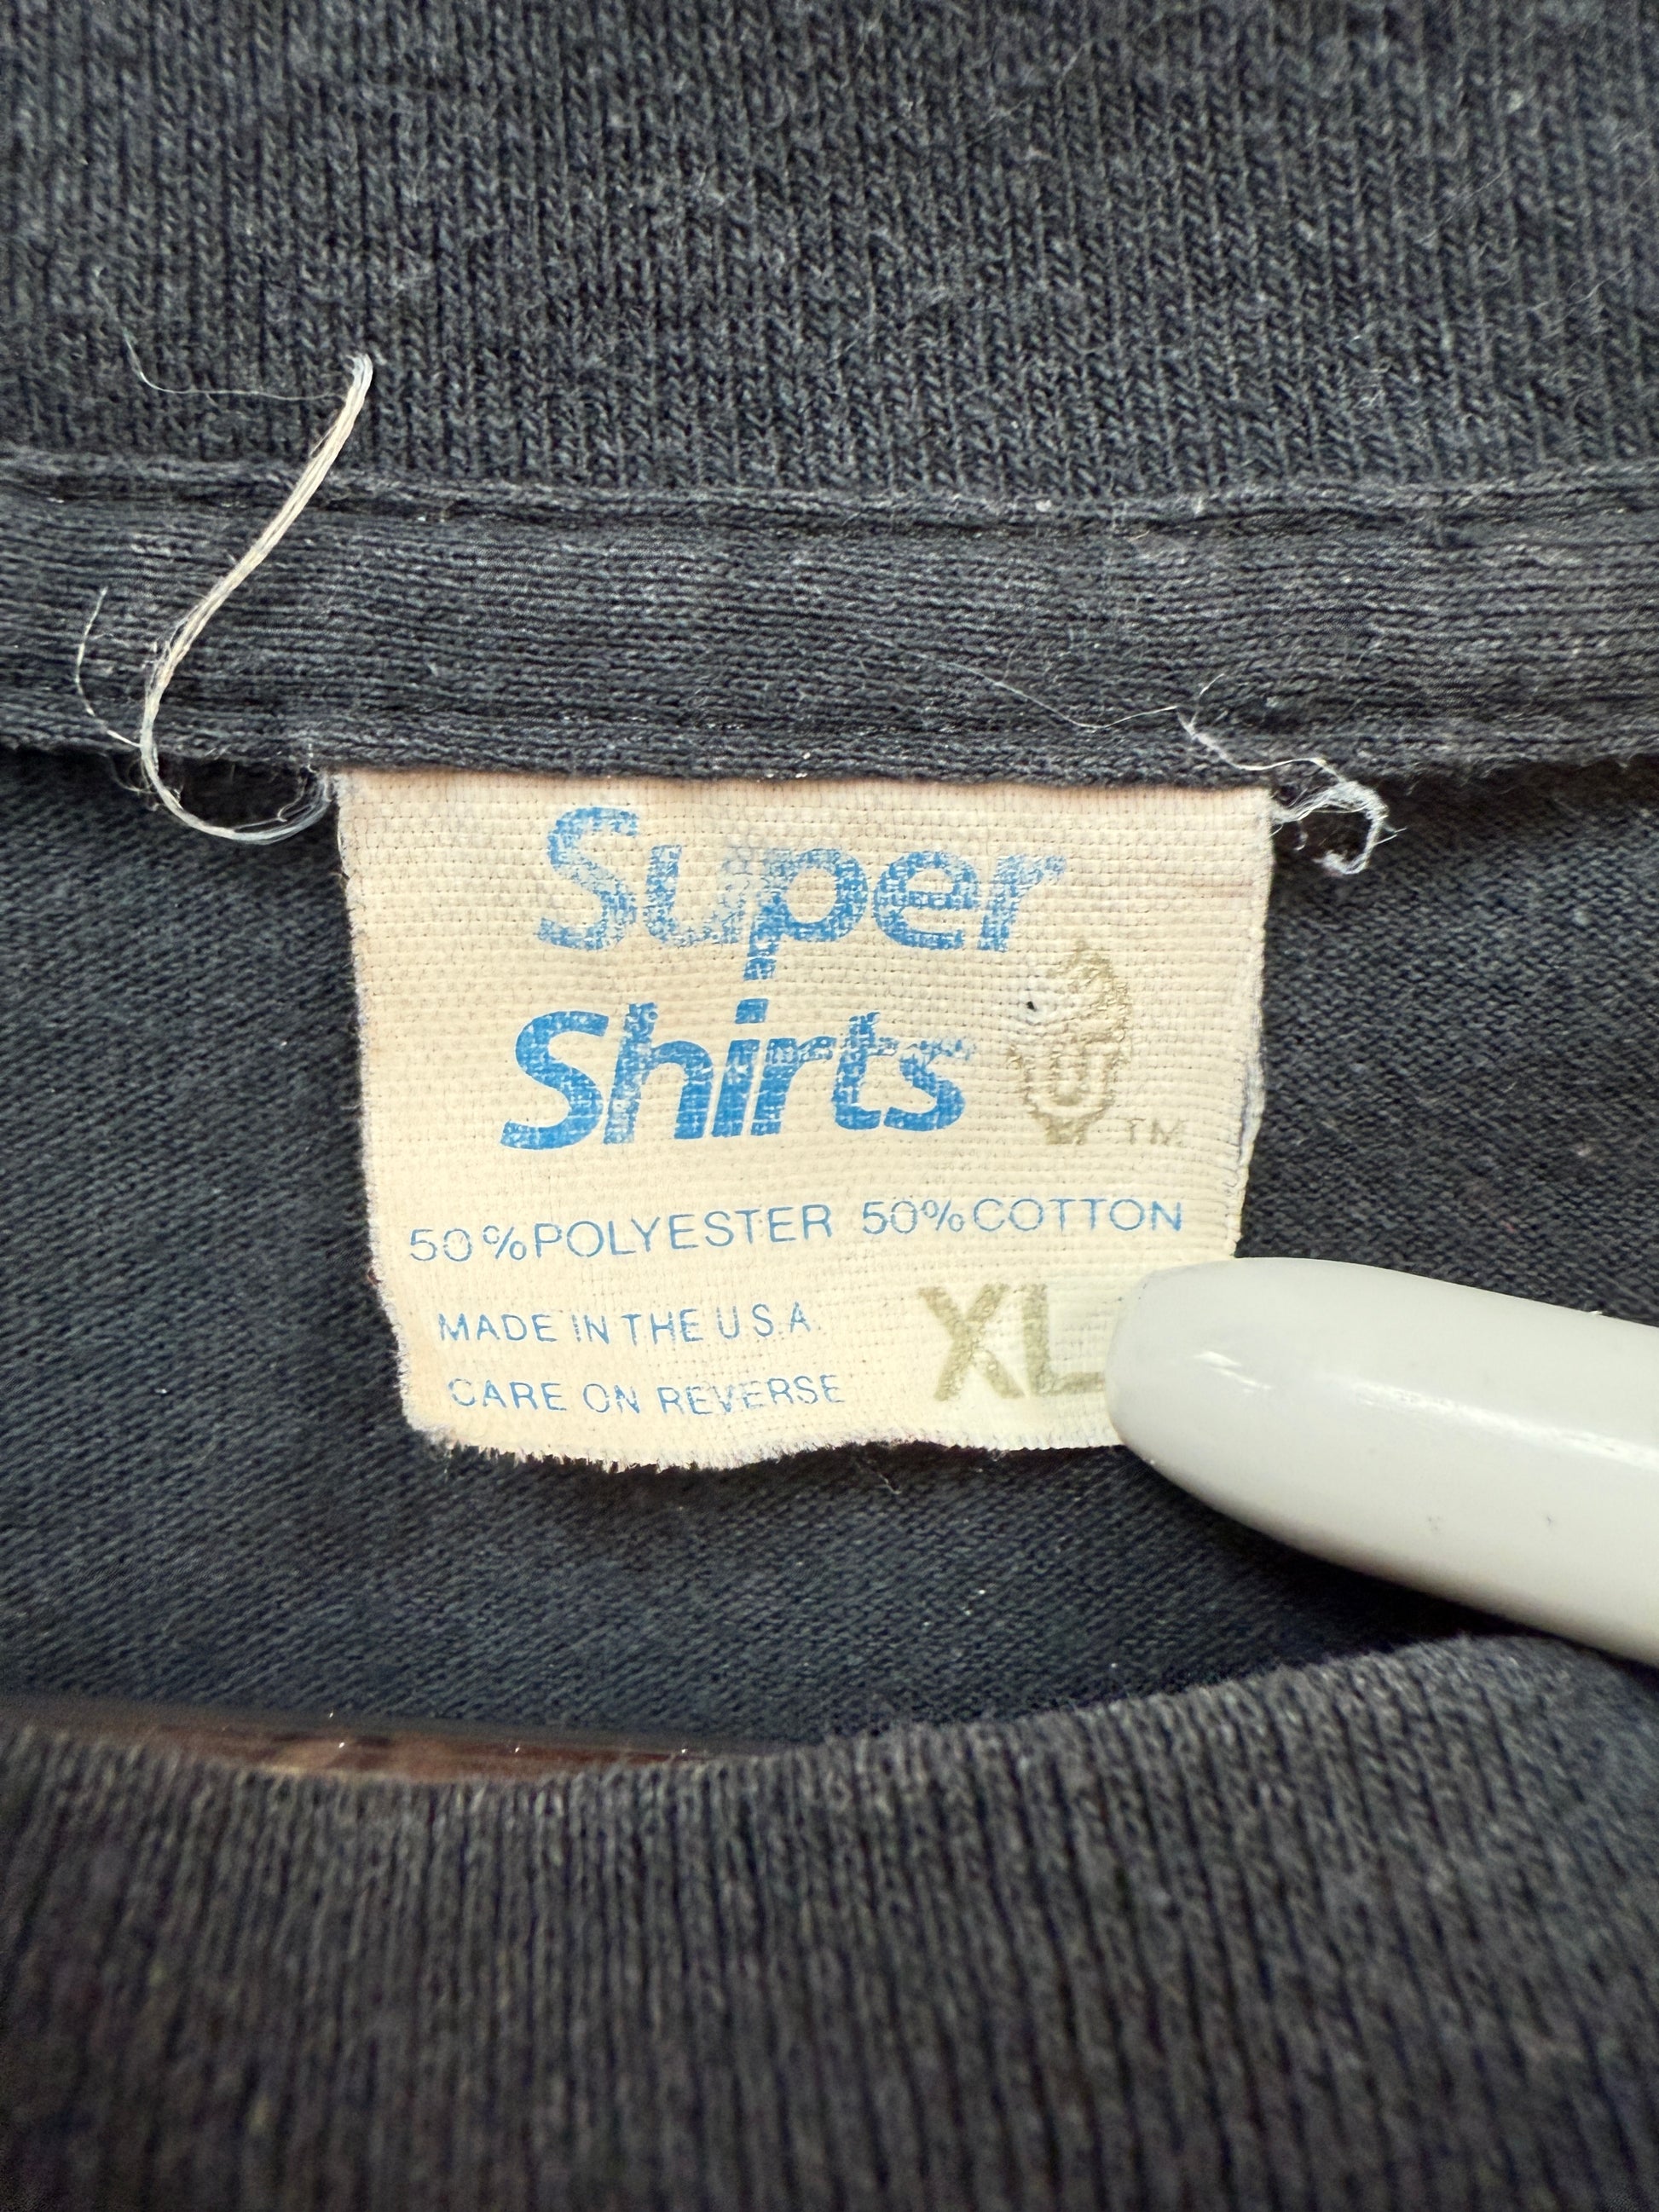 Super
Shirts
U
TM
50% POLYESTER 50% COTTON
MADE IN THE U.S.A. XL
CARE ON REVERSE